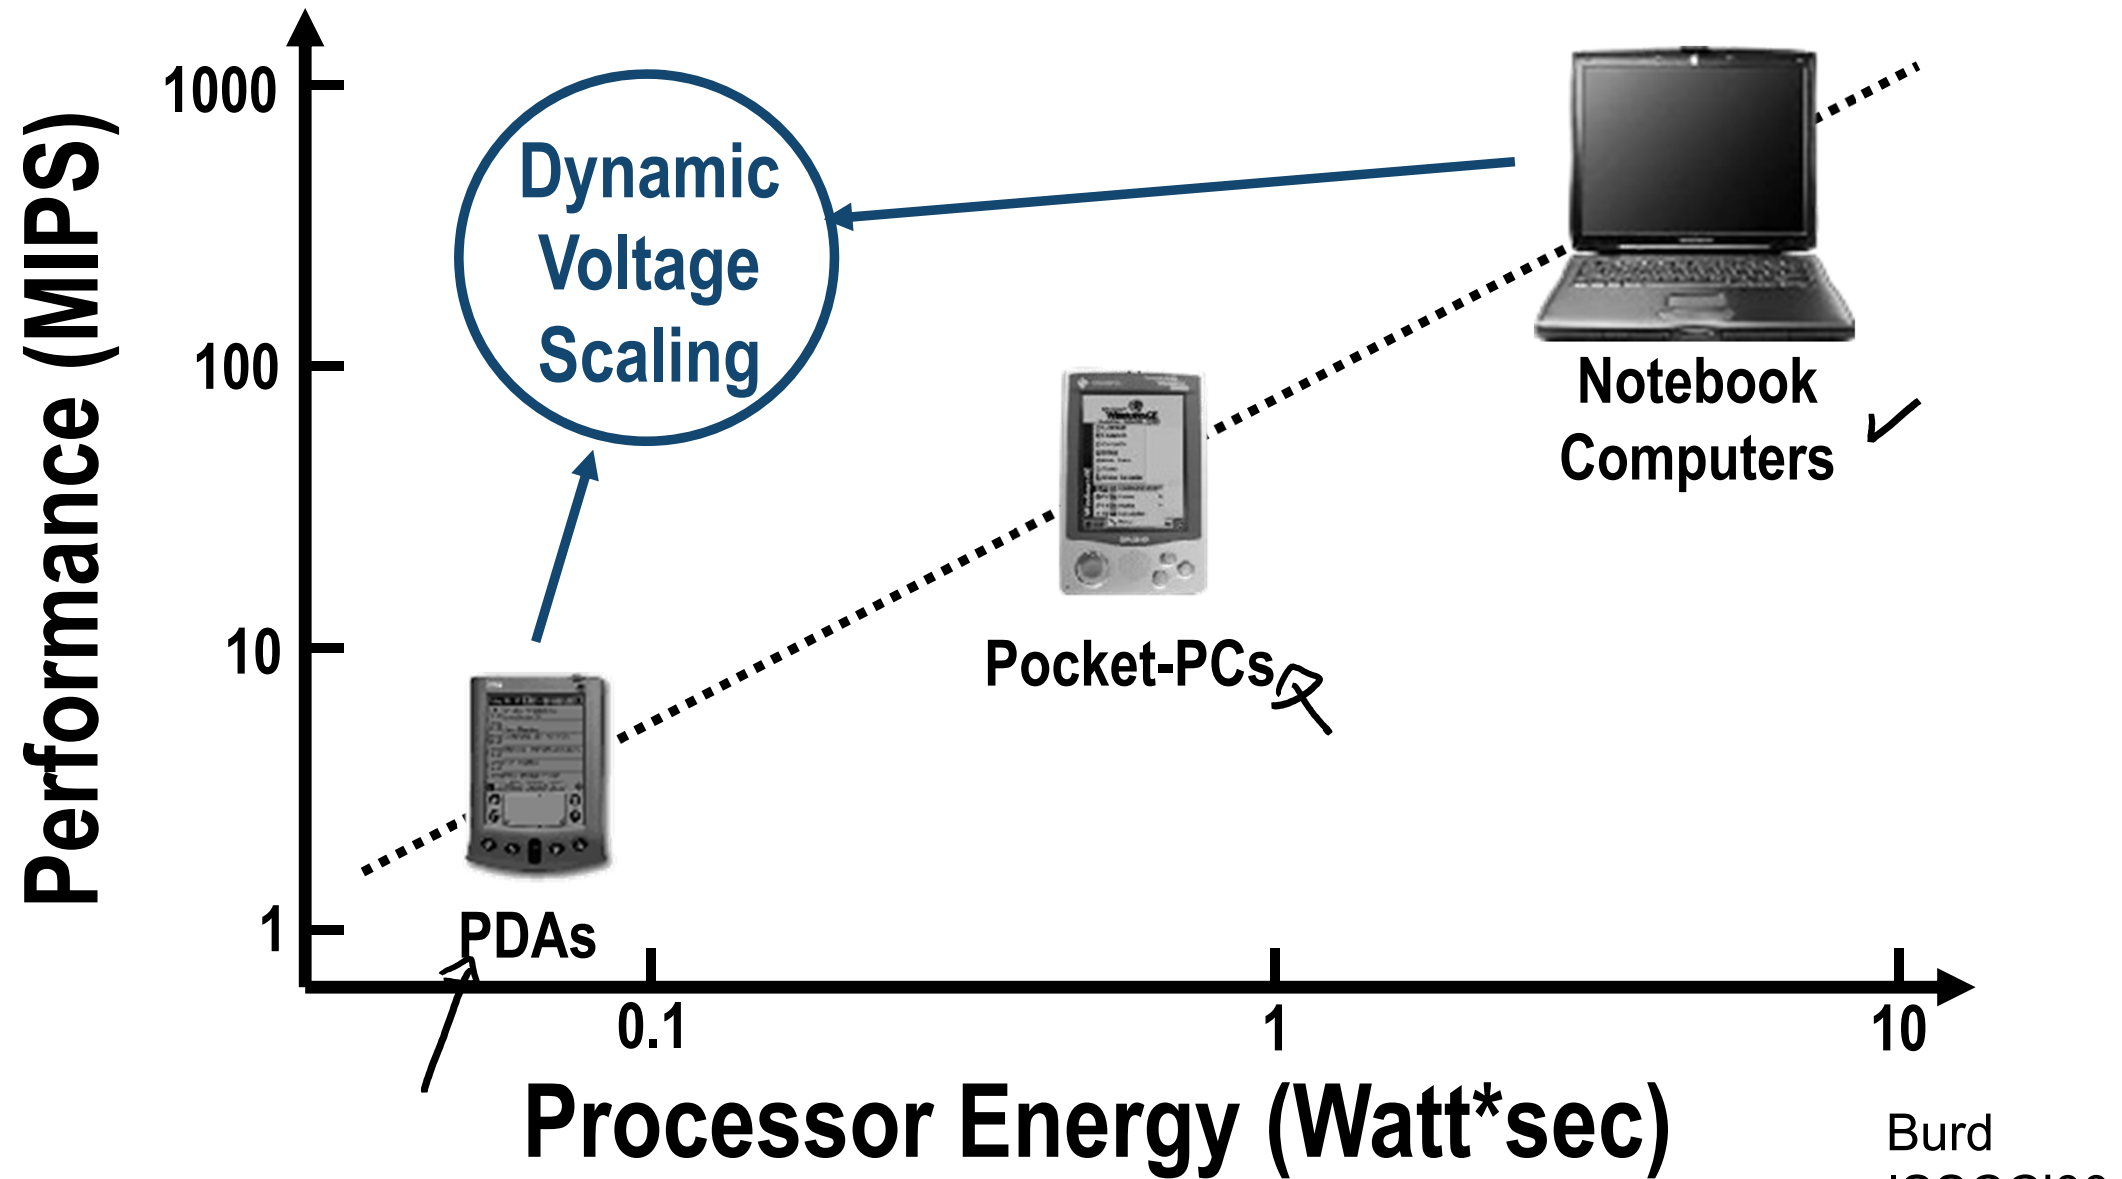 Performance (MIPS)
1000
100
10
1
Dynamic
Voltage
Scaling
Notebook
Computers
Pocket-PCs
PDAs
0.1
1
10
Processor Energy (Watt*sec)
Burd